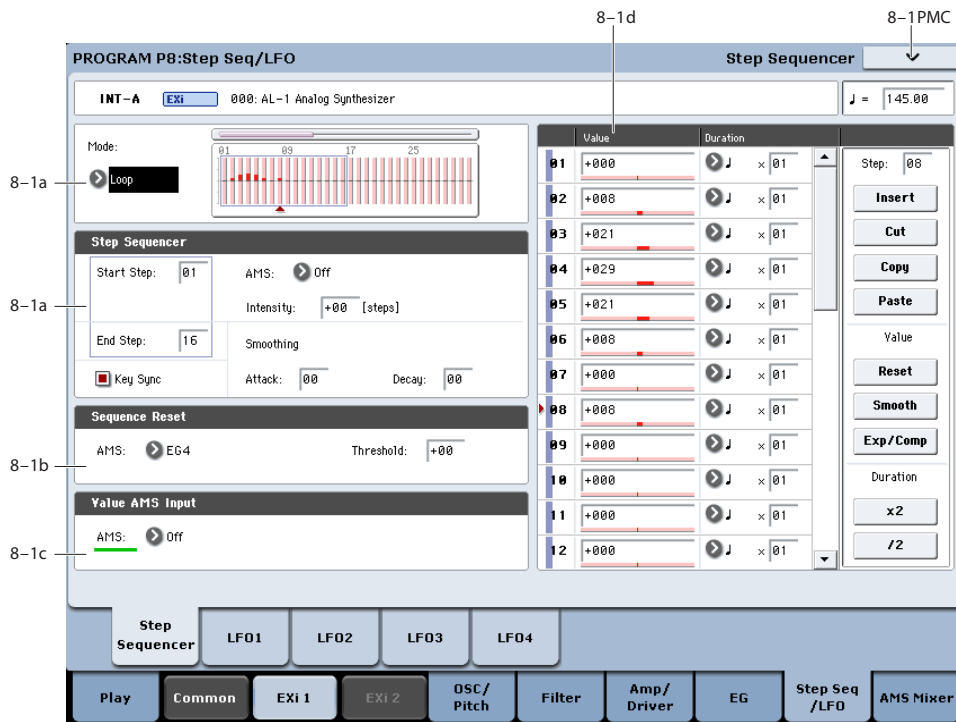 8–1d
8–1PMC
PROGRAM P8:Step Seq/LFO
Step Sequencer
INT-A
EXi
000: AL-1 Analog Synthesizer
♩ = 145.00
8–1a
Mode:
Loop
01 09 17 25
8–1a
Step Sequencer
Start Step: 01
AMS: Off
Intensity: +00 [steps]
End Step: 16
Smoothing
Key Sync
Attack: 00
Decay: 00
8–1b
Sequence Reset
AMS: EG4
Threshold: +00
8–1c
Value AMS Input
AMS: Off
Value
Duration
01 +000 ♩ × 01
02 +008 ♩ × 01
03 +021 ♩ × 01
04 +029 ♩ × 01
05 +021 ♩ × 01
06 +008 ♩ × 01
07 +000 ♩ × 01
08 +008 ♩ × 01
09 +000 ♩ × 01
10 +000 ♩ × 01
11 +000 ♩ × 01
12 +000 ♩ × 01
Step: 08
Insert
Cut
Copy
Paste
Value
Reset
Smooth
Exp/Comp
Duration
x2
/2
Step
Sequencer
LFO1
LFO2
LFO3
LFO4
Play
Common
EXi 1
EXi 2
OSC/
Pitch
Filter
Amp/
Driver
EG
Step Seq
/LFO
AMS Mixer